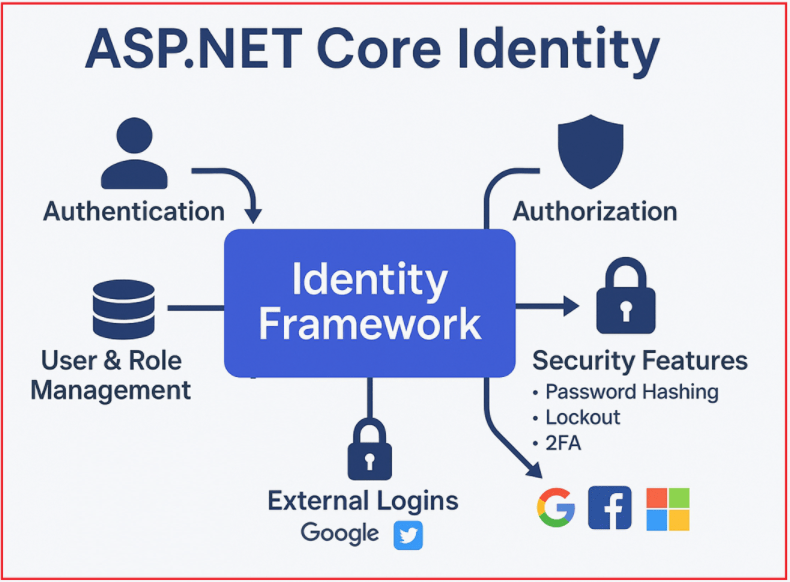 ASP.NET Core Identity
Authentication
Authorization
Identity
Framework
User & Role
Management
Security Features
• Password Hashing
• Lockout
• 2FA
External Logins
Google